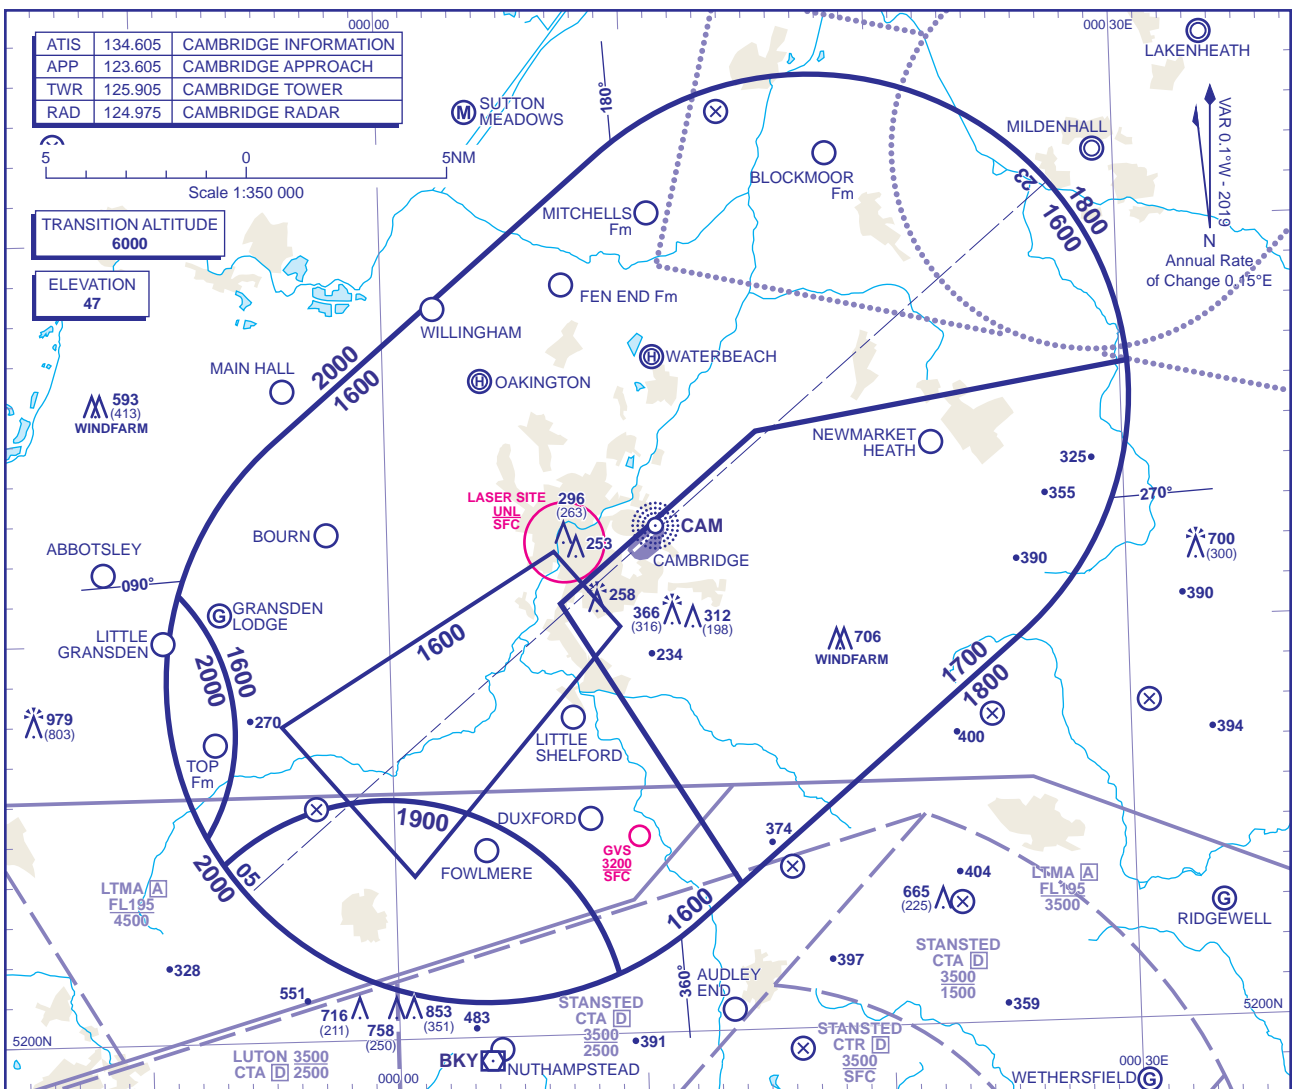 000 00
000 30E
ATIS 134.605 CAMBRIDGE INFORMATION
APP 123.605 CAMBRIDGE APPROACH
TWR 125.905 CAMBRIDGE TOWER
RAD 124.975 CAMBRIDGE RADAR
5 0 5NM
Scale 1:350 000
TRANSITION ALTITUDE
6000
ELEVATION
47
M SUTTON
MEADOWS
180°
LAKENHEATH
MILDENHALL
VAR 0.1°W - 2019
N
Annual Rate
of Change 0.15°E
BLOCKMOOR
Fm
23
1800
1600
MITCHELLS
Fm
FEN END Fm
WILLINGHAM
H WATERBEACH
MAIN HALL
2000
1600
H OAKINGTON
593
(413)
WINDFARM
NEWMARKET
HEATH
325
355
270°
LASER SITE
UNL
SFC
296
(263)
253
CAM
CAMBRIDGE
BOURN
ABBOTSLEY
090°
390
700
(300)
390
G GRANSDEN
LODGE
LITTLE
GRANSDEN
258
366
(316)
312
(198)
234
706
WINDFARM
1600
1600
2000
1700
1800
979
(803)
270
TOP
Fm
LITTLE
SHELFORD
400
394
1900
DUXFORD
FOWLMERE
GVS
3200
SFC
374
05
2000
LTMA A
FL195
4500
1600
404
665
(225)
LTMA A
FL195
3500
G
RIDGEWELL
328
551
716
(211)
758
(250)
853
(351)
483
360°
AUDLEY
END
397
STANSTED
CTA D
3500
1500
359
5200N
5200N
STANSTED
CTA D
3500
2500
391
STANSTED
CTR D
3500
SFC
LUTON 3500
CTA D 2500
000 00
BKY
NUTHAMPSTEAD
000 30E
WETHERSFIELD G